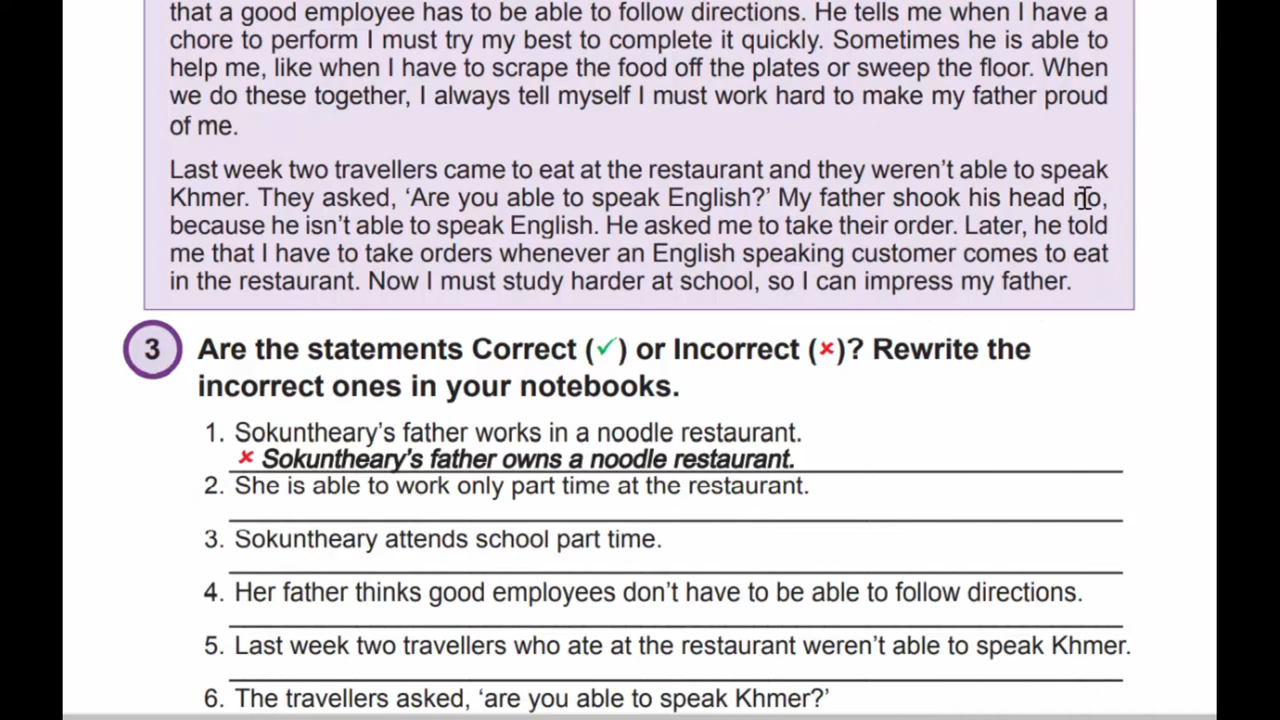 that a good employee has to be able to follow directions. He tells me when I have a
chore to perform I must try my best to complete it quickly. Sometimes he is able to
help me, like when I have to scrape the food off the plates or sweep the floor. When
we do these together, I always tell myself I must work hard to make my father proud
of me.
Last week two travellers came to eat at the restaurant and they weren’t able to speak
Khmer. They asked, ‘Are you able to speak English?’ My father shook his head no,
because he isn’t able to speak English. He asked me to take their order. Later, he told
me that I have to take orders whenever an English speaking customer comes to eat
in the restaurant. Now I must study harder at school, so I can impress my father.
3 Are the statements Correct (✓) or Incorrect (✗)? Rewrite the
incorrect ones in your notebooks.
1. Sokuntheary’s father works in a noodle restaurant.
✗ Sokuntheary’s father owns a noodle restaurant.
2. She is able to work only part time at the restaurant.
3. Sokuntheary attends school part time.
4. Her father thinks good employees don’t have to be able to follow directions.
5. Last week two travellers who ate at the restaurant weren’t able to speak Khmer.
6. The travellers asked, ‘are you able to speak Khmer?’